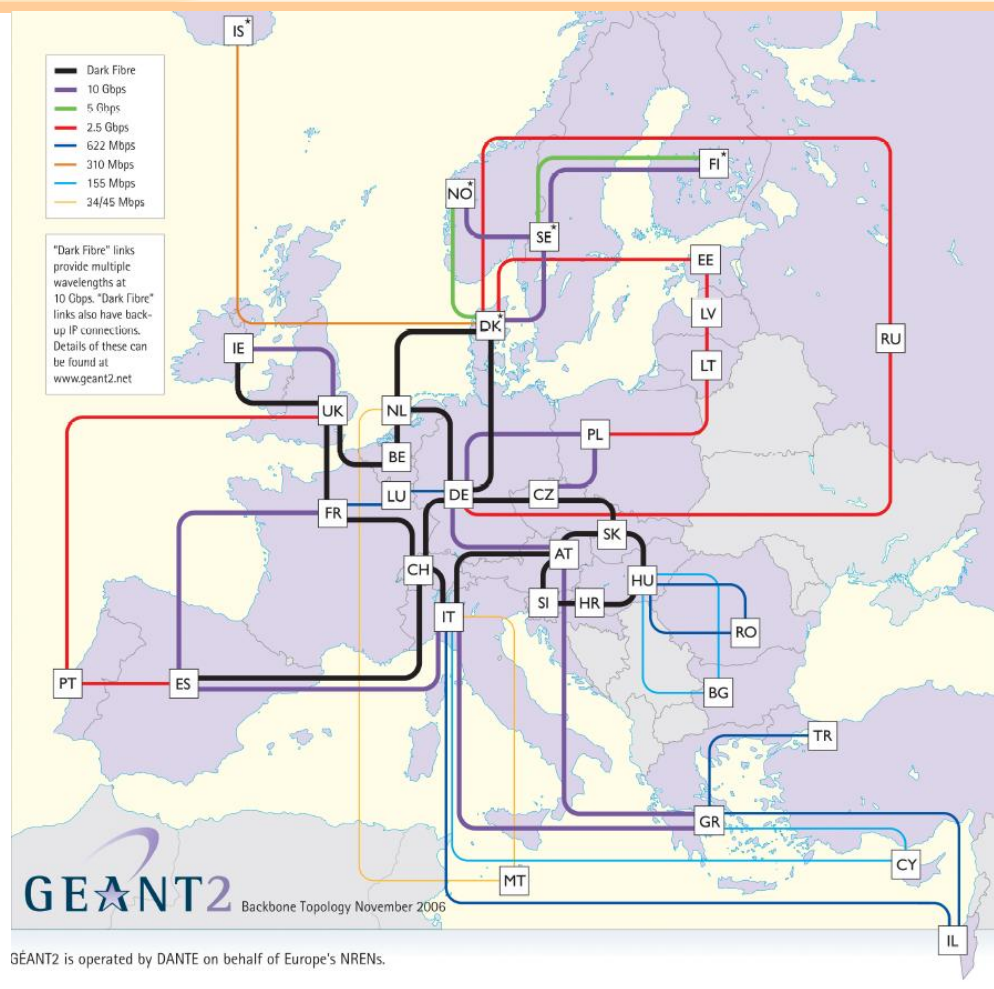 IS*
Dark Fibre
10 Gbps
5 Gbps
2.5 Gbps
622 Mbps
310 Mbps
155 Mbps
34/45 Mbps
"Dark Fibre" links
provide multiple
wavelengths at
10 Gbps. "Dark Fibre"
links also have back-
up IP connections.
Details of these can
be found at
www.geant2.net
FI*
NO*
SE*
EE
LV
DK*
RU
IE
LT
UK
NL
PL
BE
LU
DE
CZ
FR
SK
AT
CH
HU
SI
HR
IT
RO
PT
ES
BG
TR
GR
CY
MT
GEANT2
Backbone Topology November 2006
IL
GÉANT2 is operated by DANTE on behalf of Europe's NRENs.